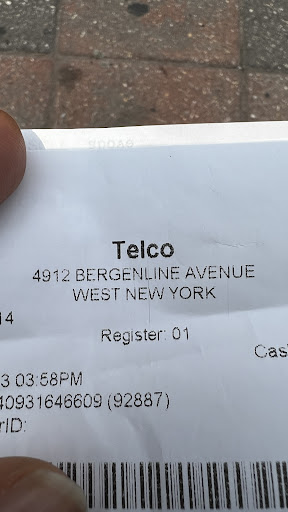 Telco
4912 BERGENLINE AVENUE
WEST NEW YORK
14
Register: 01
Cas
3 03:58PM
40931646609 (92887)
rID: